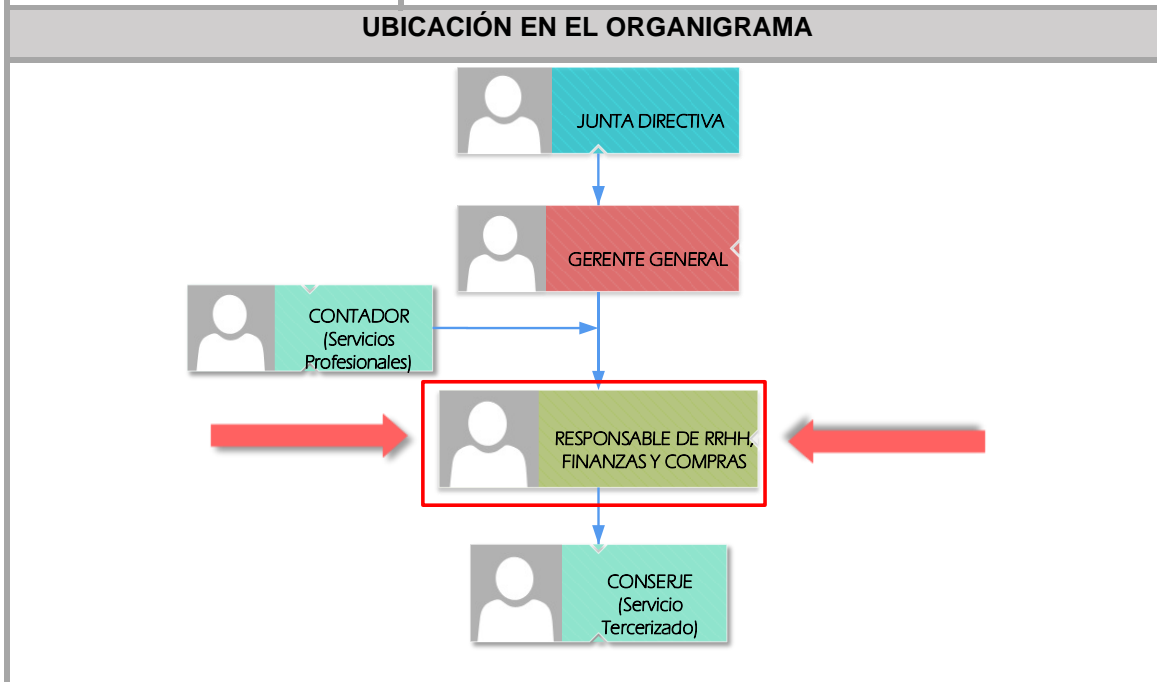 UBICACIÓN EN EL ORGANIGRAMA
JUNTA DIRECTIVA
GERENTE GENERAL
CONTADOR
(Servicios
Profesionales)
RESPONSABLE DE RRHH,
FINANZAS Y COMPRAS
CONSERJE
(Servicio
Tercerizado)